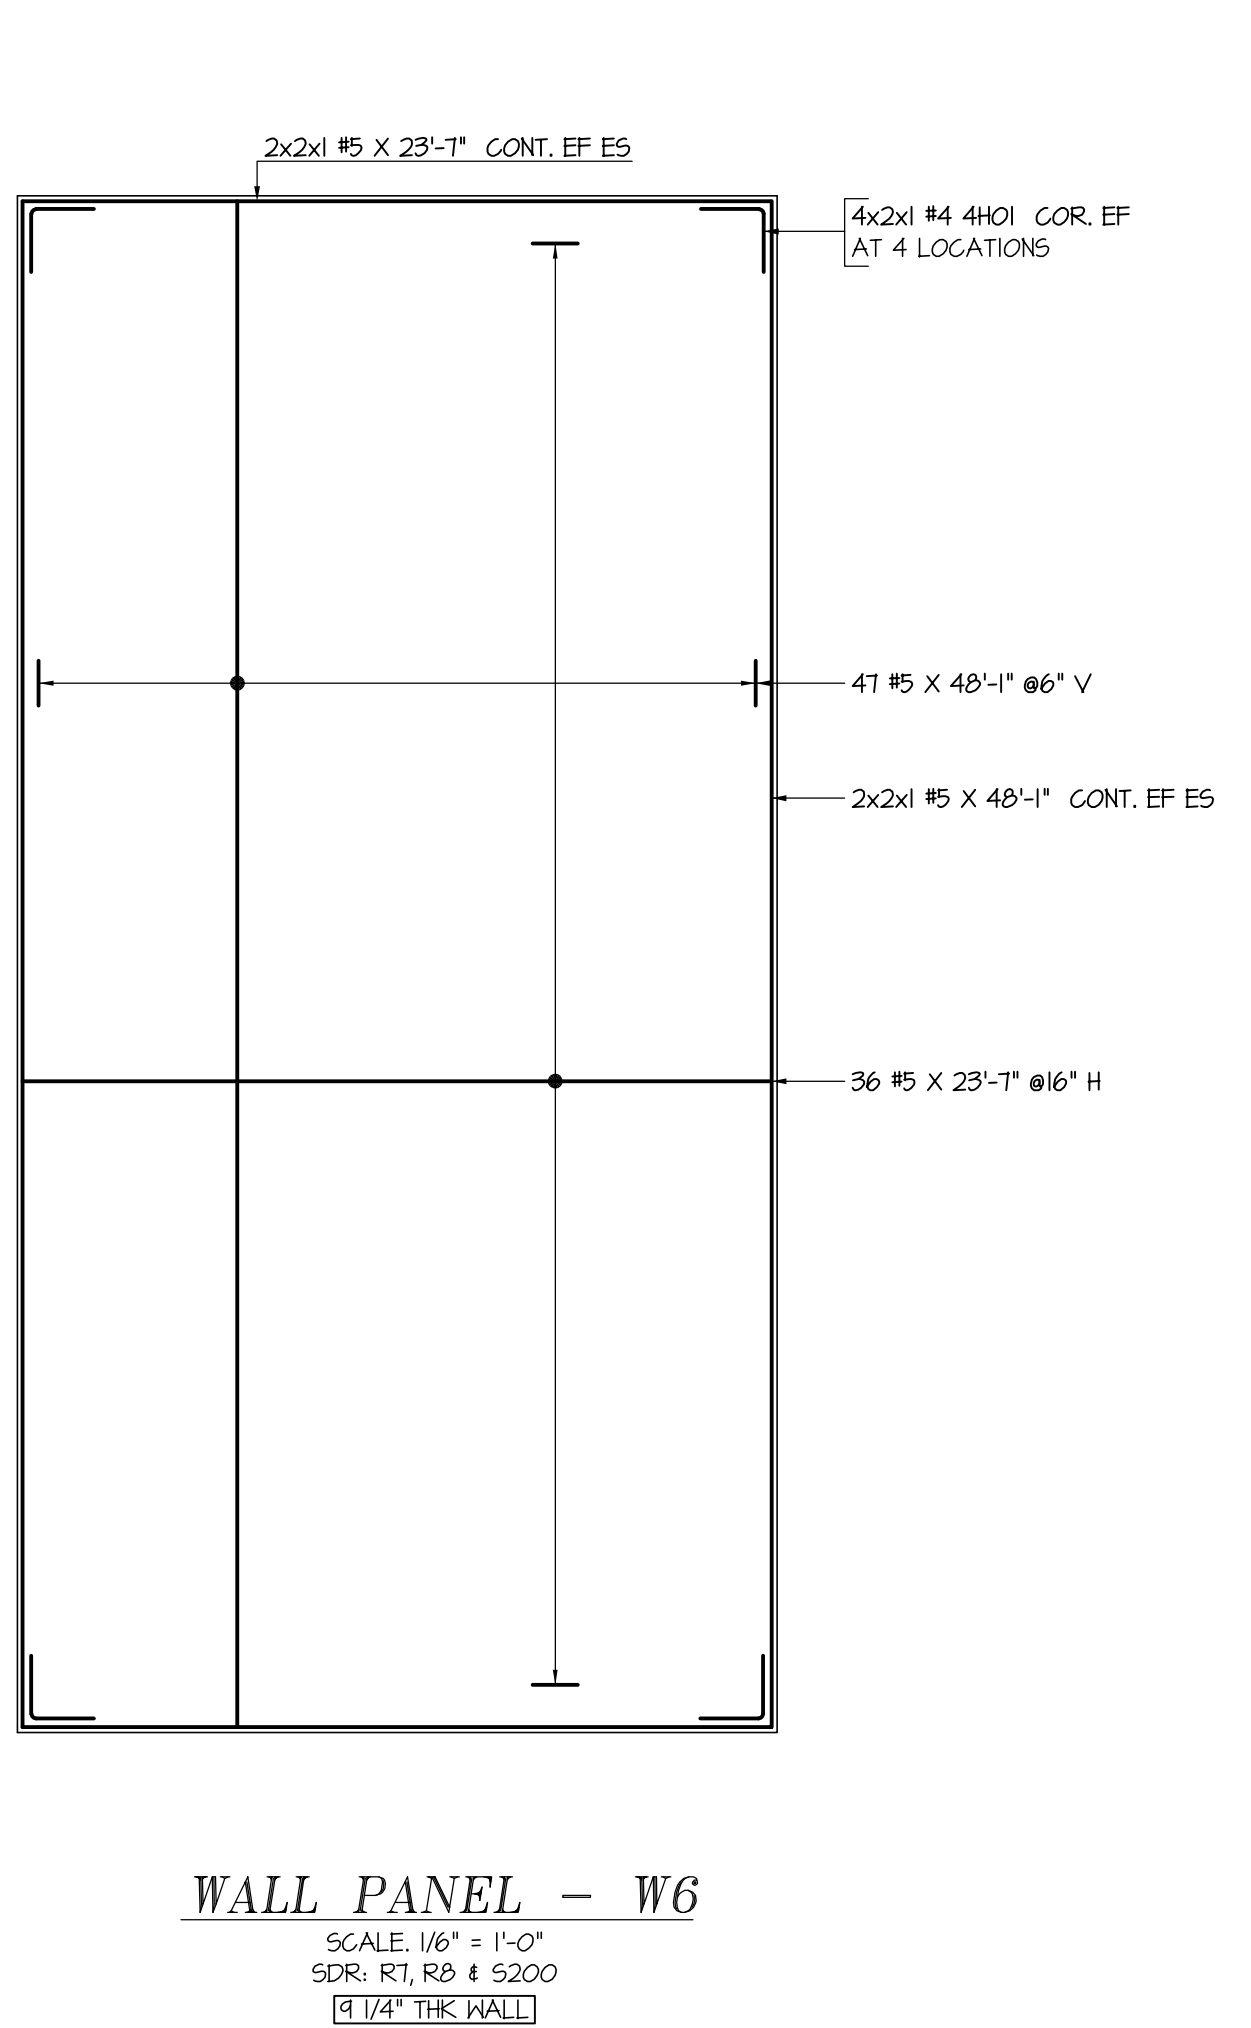 2x2x1 #5 X 23'-7" CONT. EF ES
4x2x1 #4 4H01 COR. EF
AT 4 LOCATIONS
47 #5 X 48'-1" @6" V
2x2x1 #5 X 48'-1" CONT. EF ES
36 #5 X 23'-7" @16" H
WALL PANEL - W6
SCALE. 1/6" = 1'-0"
SDR: R7, R8 & S200
9 1/4" THK WALL